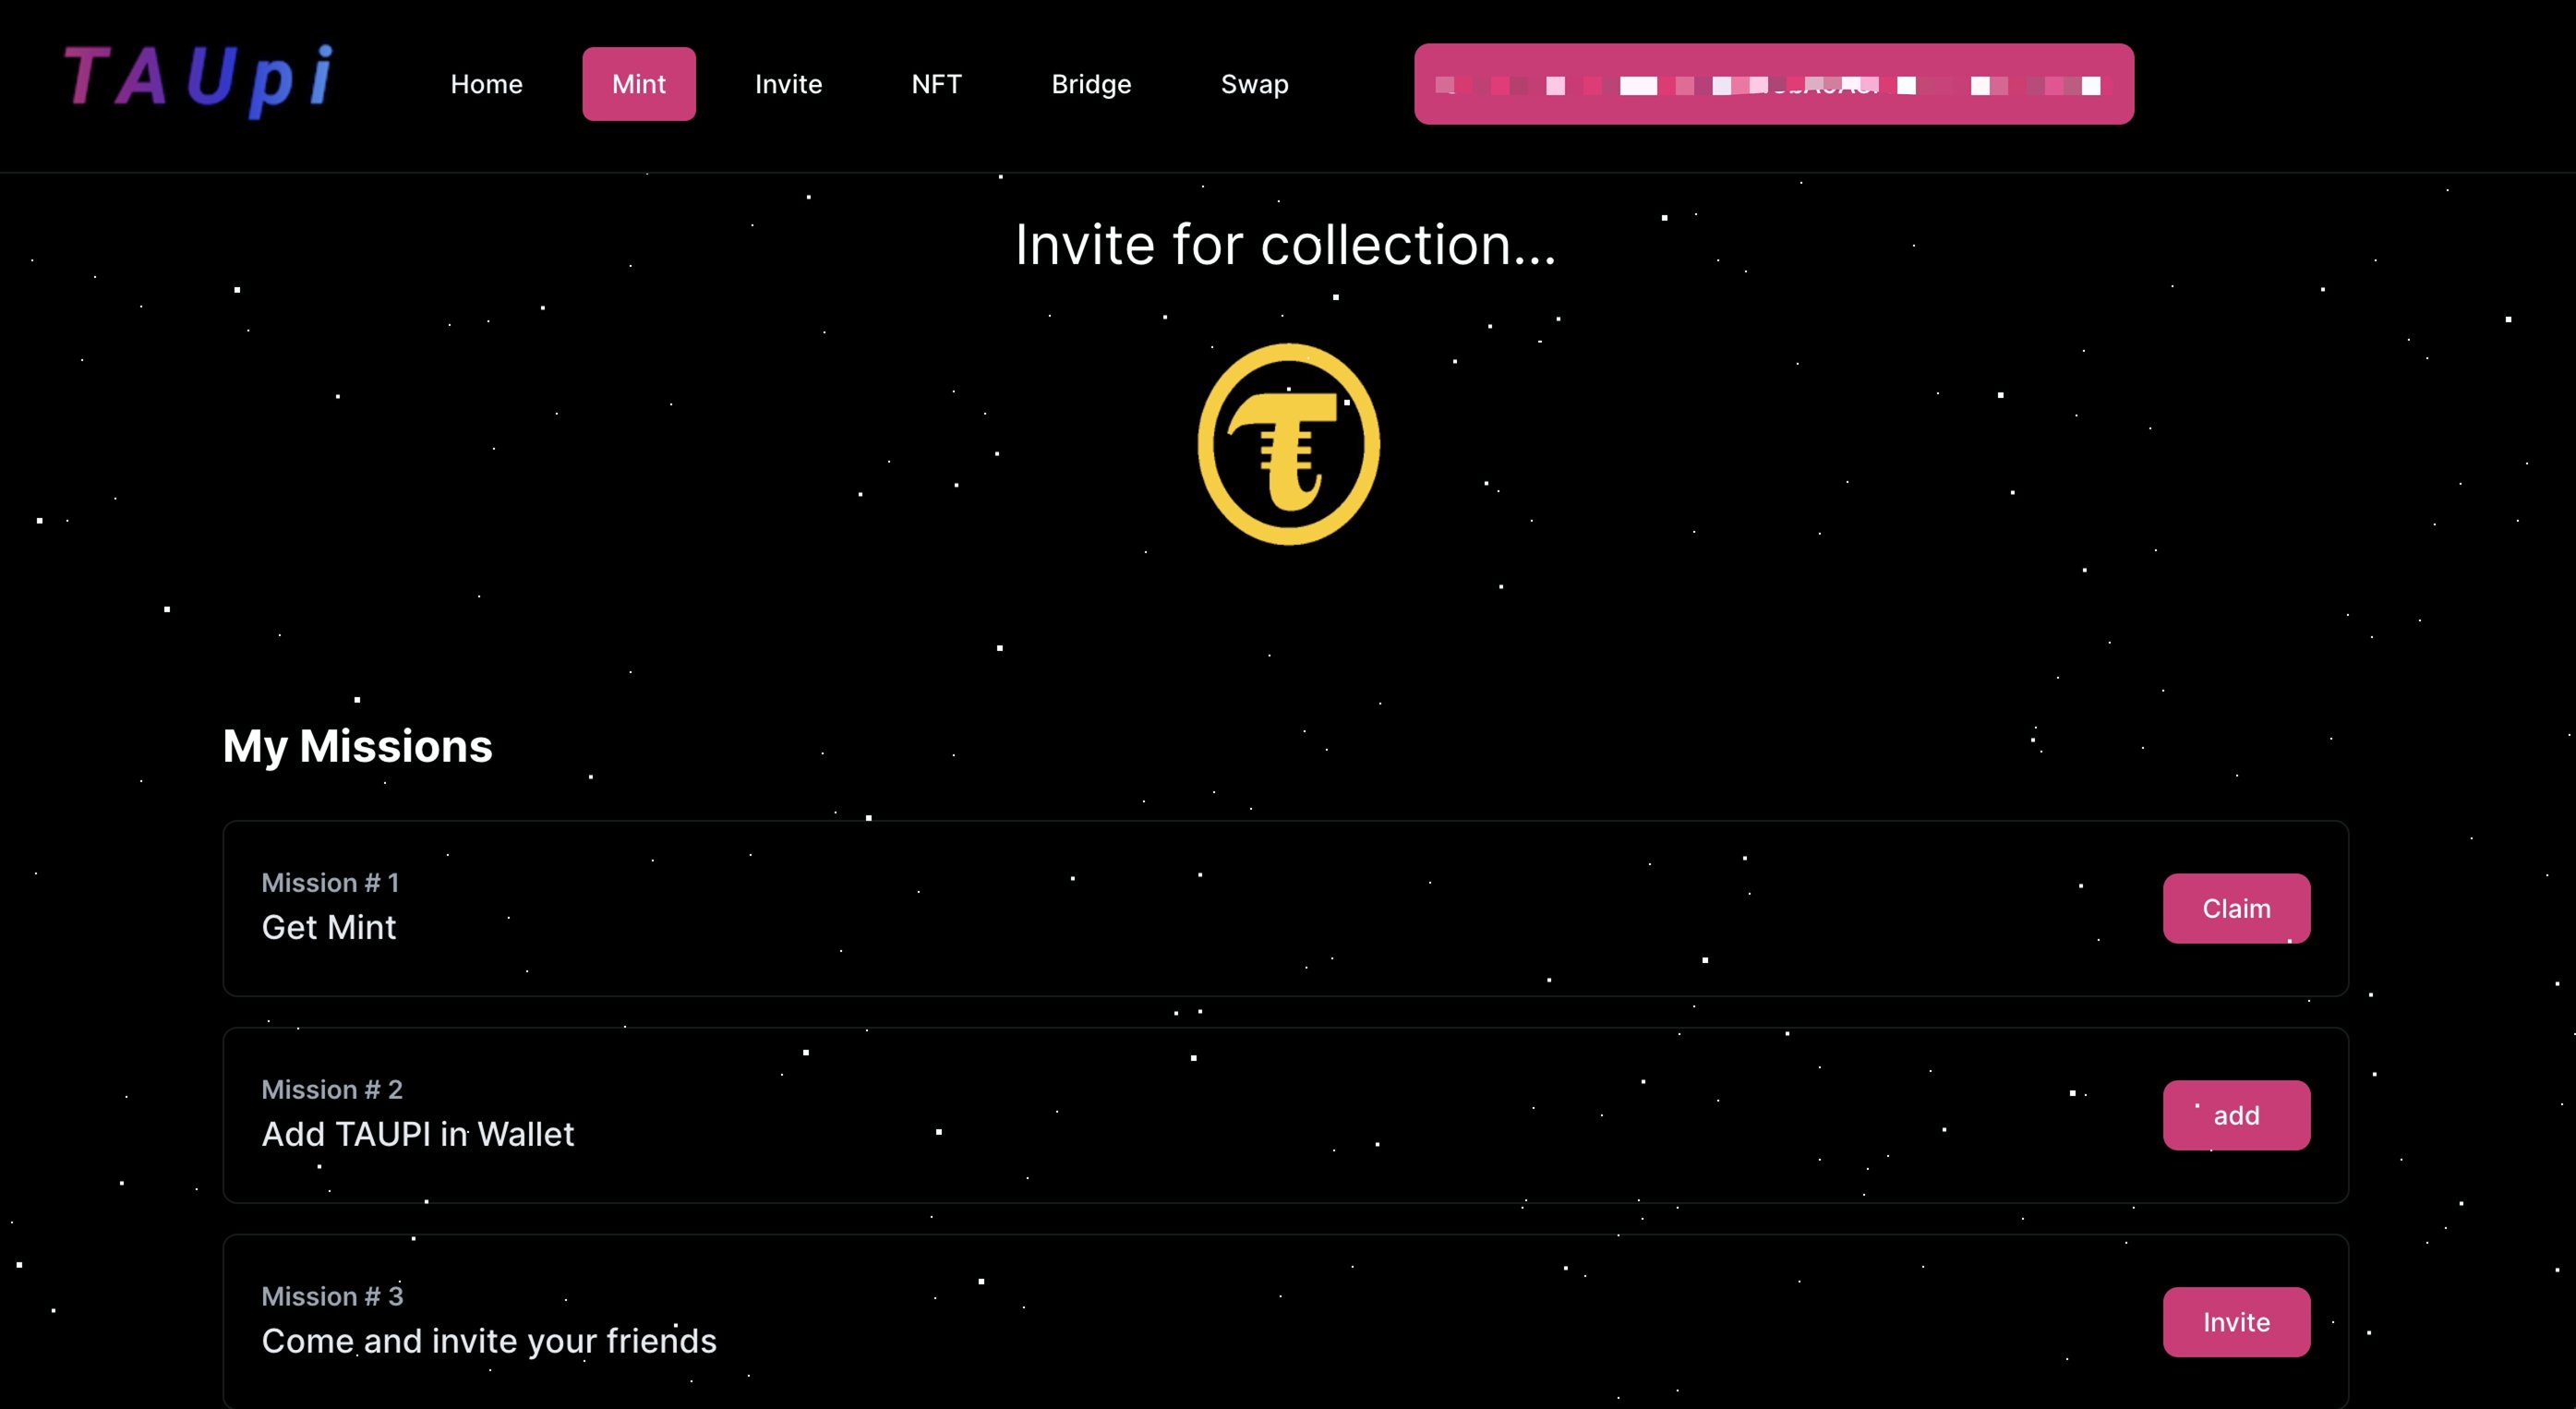 TAUpi
Home Mint Invite NFT Bridge Swap
Invite for collection...
My Missions
Mission # 1
Get Mint
Claim
Mission # 2
Add TAUPI in Wallet
add
Mission # 3
Come and invite your friends
Invite